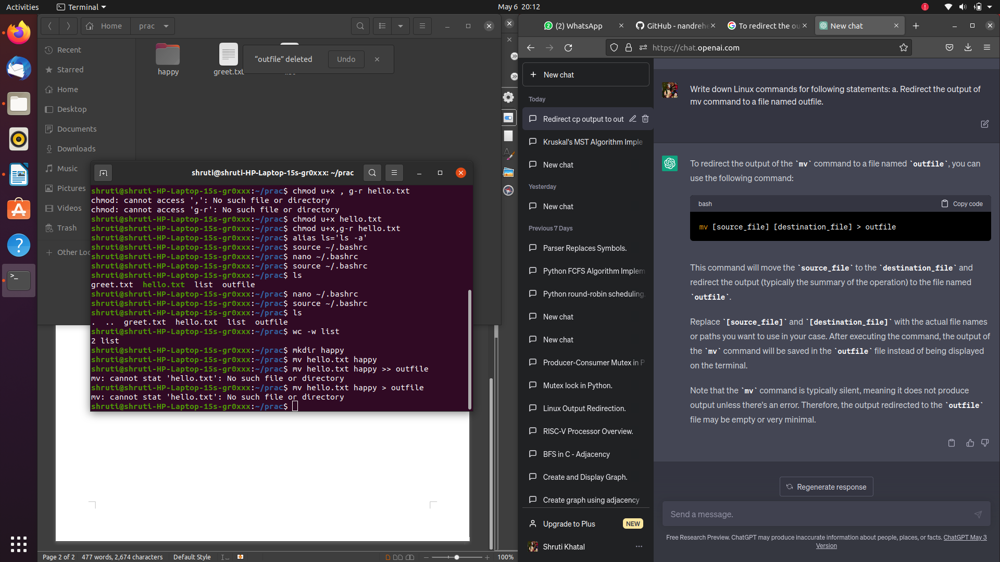 Activities
Terminal
May 6 20:12
Home
prac
Recent
Starred
Home
Desktop
Documents
Downloads
Music
Pictures
Videos
Trash
Other Loc
happy
greet.txt
“outfile” deleted
Undo
shruti@shruti-HP-Laptop-15s-gr0xxx: ~/prac
shruti@shruti-HP-Laptop-15s-gr0xxx:~/prac$ chmod u+x , g-r hello.txt
chmod: cannot access ',': No such file or directory
chmod: cannot access 'g-r': No such file or directory
shruti@shruti-HP-Laptop-15s-gr0xxx:~/prac$ chmod u+x hello.txt
shruti@shruti-HP-Laptop-15s-gr0xxx:~/prac$ chmod u+x,g-r hello.txt
shruti@shruti-HP-Laptop-15s-gr0xxx:~/prac$ alias ls='ls -a'
shruti@shruti-HP-Laptop-15s-gr0xxx:~/prac$ source ~/.bashrc
shruti@shruti-HP-Laptop-15s-gr0xxx:~/prac$ nano ~/.bashrc
shruti@shruti-HP-Laptop-15s-gr0xxx:~/prac$ source ~/.bashrc
shruti@shruti-HP-Laptop-15s-gr0xxx:~/prac$ ls
greet.txt hello.txt list outfile
shruti@shruti-HP-Laptop-15s-gr0xxx:~/prac$ nano ~/.bashrc
shruti@shruti-HP-Laptop-15s-gr0xxx:~/prac$ source ~/.bashrc
shruti@shruti-HP-Laptop-15s-gr0xxx:~/prac$ ls
. .. greet.txt hello.txt list outfile
shruti@shruti-HP-Laptop-15s-gr0xxx:~/prac$ wc -w list
2 list
shruti@shruti-HP-Laptop-15s-gr0xxx:~/prac$ mkdir happy
shruti@shruti-HP-Laptop-15s-gr0xxx:~/prac$ mv hello.txt happy
shruti@shruti-HP-Laptop-15s-gr0xxx:~/prac$ mv hello.txt happy >> outfile
mv: cannot stat 'hello.txt': No such file or directory
shruti@shruti-HP-Laptop-15s-gr0xxx:~/prac$ mv hello.txt happy > outfile
mv: cannot stat 'hello.txt': No such file or directory
shruti@shruti-HP-Laptop-15s-gr0xxx:~/prac$
Page 2 of 2
477 words, 2,674 characters
Default Style
100%
(2) WhatsApp
GitHub - nandrehe
To redirect the ou
New chat
https://chat.openai.com
New chat
Today
Redirect cp output to out
Kruskal's MST Algorithm Imple
New chat
Yesterday
New chat
Previous 7 Days
Parser Replaces Symbols.
Python FCFS Algorithm Implem
Python round-robin scheduling.
New chat
New chat
Producer-Consumer Mutex in P
Mutex lock in Python.
Linux Output Redirection.
RISC-V Processor Overview.
BFS in C - Adjacency
Create and Display Graph.
Create graph using adjacency
Upgrade to Plus
NEW
Shruti Khatal
Write down Linux commands for following statements: a. Redirect the output of
mv command to a file named outfile.
To redirect the output of the `mv` command to a file named `outfile`, you can
use the following command:
bash
Copy code
mv [source_file] [destination_file] > outfile
This command will move the `source_file` to the `destination_file` and
redirect the output (typically the summary of the operation) to the file named
`outfile`.
Replace `[source_file]` and `[destination_file]` with the actual file names
or paths you want to use in your case. After executing the command, the output of
the `mv` command will be saved in the `outfile` file instead of being displayed
on the terminal.
Note that the `mv` command is typically silent, meaning it does not produce
output unless there's an error. Therefore, the output redirected to the `outfile`
file may be empty or very minimal.
Regenerate response
Send a message.
Free Research Preview. ChatGPT may produce inaccurate information about people, places, or facts. ChatGPT May 3
Version